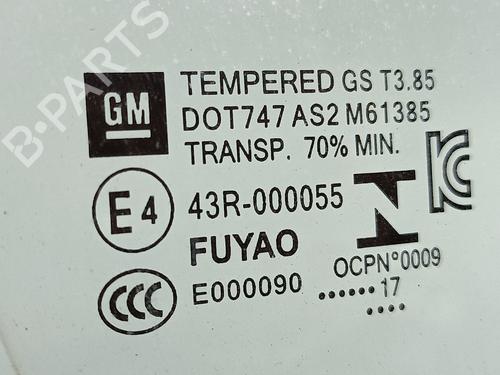 B-PARTS
GM
TEMPERED GS T3.85
DOT747 AS2 M61385
TRANSP. 70% MIN.
E4
43R-000055
FUYAO
CCC
E000090
KC
N
OCPN°0009
......17
....